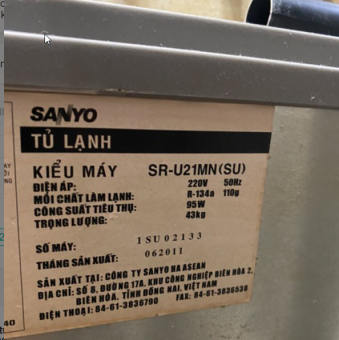 SANYO
TỦ LẠNH
KIỂU MÁY SR-U21MN(SU)
ĐIỆN ÁP: 220V 50Hz
MÔI CHẤT LÀM LẠNH: R-134a 110g
CÔNG SUẤT TIÊU THỤ: 95W
TRỌNG LƯỢNG: 43kg
SỐ MÁY: 1SU02133
THÁNG SẢN XUẤT: 062011
SẢN XUẤT TẠI: CÔNG TY SANYO HA ASEAN
ĐỊA CHỈ: SỐ 8, ĐƯỜNG 17A, KHU CÔNG NGHIỆP BIÊN HÒA 2,
BIÊN HÒA, TỈNH ĐỒNG NAI, VIỆT NAM
ĐIỆN THOẠI: 84-61-3836790 FAX: 84-61-3836538